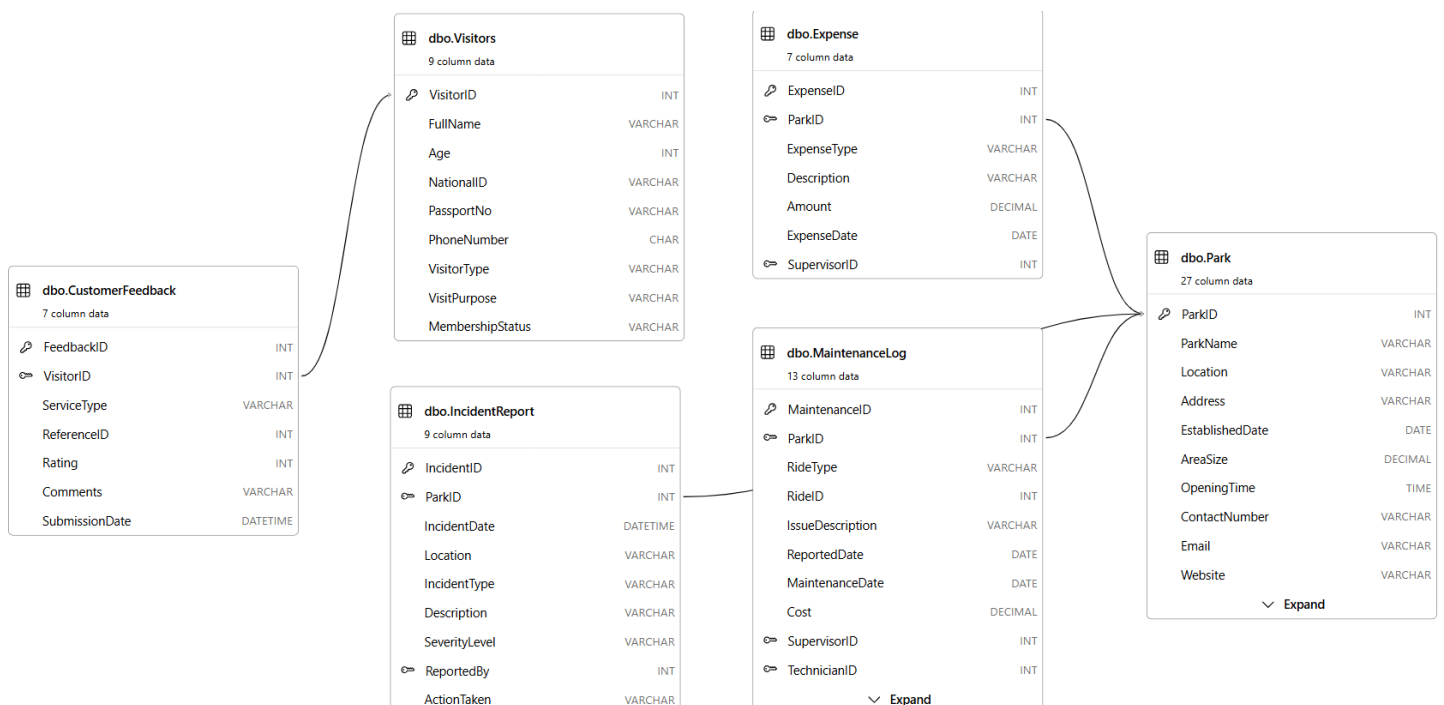 dbo.Visitors
9 column data
VisitorID INT
FullName VARCHAR
Age INT
NationalID VARCHAR
PassportNo VARCHAR
PhoneNumber CHAR
VisitorType VARCHAR
VisitPurpose VARCHAR
MembershipStatus VARCHAR
dbo.Expense
7 column data
ExpenseID INT
ParkID INT
ExpenseType VARCHAR
Description VARCHAR
Amount DECIMAL
ExpenseDate DATE
SupervisorID INT
dbo.Park
27 column data
ParkID INT
ParkName VARCHAR
Location VARCHAR
Address VARCHAR
EstablishedDate DATE
AreaSize DECIMAL
OpeningTime TIME
ContactNumber VARCHAR
Email VARCHAR
Website VARCHAR
Expand
dbo.CustomerFeedback
7 column data
FeedbackID INT
VisitorID INT
ServiceType VARCHAR
ReferenceID INT
Rating INT
Comments VARCHAR
SubmissionDate DATETIME
dbo.IncidentReport
9 column data
IncidentID INT
ParkID INT
IncidentDate DATETIME
Location VARCHAR
IncidentType VARCHAR
Description VARCHAR
SeverityLevel VARCHAR
ReportedBy INT
ActionTaken VARCHAR
dbo.MaintenanceLog
13 column data
MaintenanceID INT
ParkID INT
RideType VARCHAR
RideID INT
IssueDescription VARCHAR
ReportedDate DATE
MaintenanceDate DATE
Cost DECIMAL
SupervisorID INT
TechnicianID INT
Expand